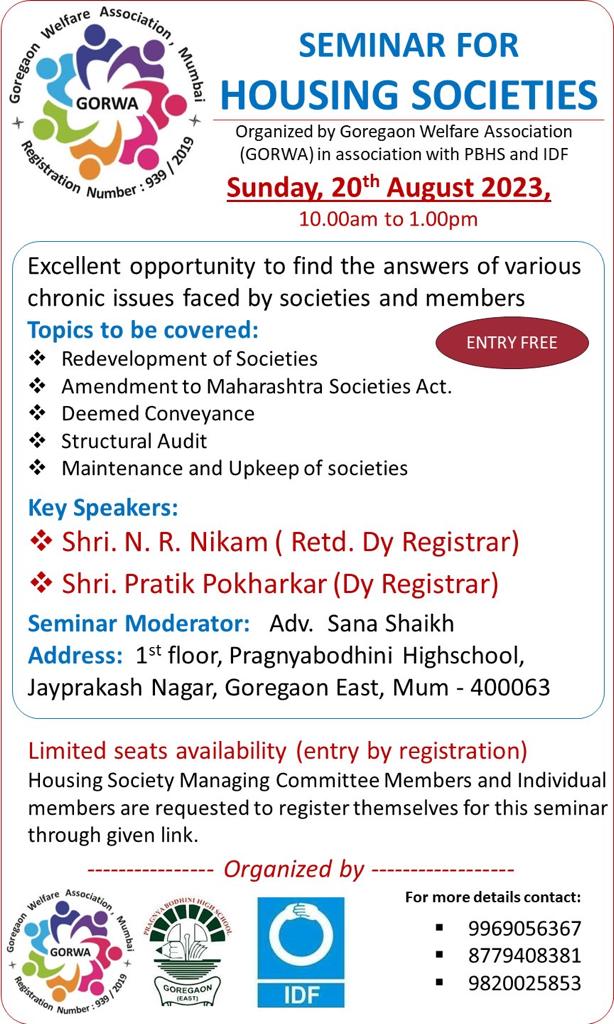 Goregaon Welfare Association, Mumbai
GORWA
Registration Number : 939 / 2019
SEMINAR FOR
HOUSING SOCIETIES
Organized by Goregaon Welfare Association
(GORWA) in association with PBHS and IDF
Sunday, 20th August 2023,
10.00am to 1.00pm
Excellent opportunity to find the answers of various
chronic issues faced by societies and members
Topics to be covered:
ENTRY FREE
❖ Redevelopment of Societies
❖ Amendment to Maharashtra Societies Act.
❖ Deemed Conveyance
❖ Structural Audit
❖ Maintenance and Upkeep of societies
Key Speakers:
❖ Shri. N. R. Nikam ( Retd. Dy Registrar)
❖ Shri. Pratik Pokharkar (Dy Registrar)
Seminar Moderator: Adv. Sana Shaikh
Address: 1st floor, Pragnyabodhini Highschool,
Jayprakash Nagar, Goregaon East, Mum - 400063
Limited seats availability (entry by registration)
Housing Society Managing Committee Members and Individual
members are requested to register themselves for this seminar
through given link.
---------------- Organized by ------------------
Goregaon Welfare Association, Mumbai
GORWA
Registration Number : 939 / 2019
PRAGNYA BODHINI HIGH SCHOOL
GOREGAON
(EAST)
IDF
For more details contact:
▪ 9969056367
▪ 8779408381
▪ 9820025853